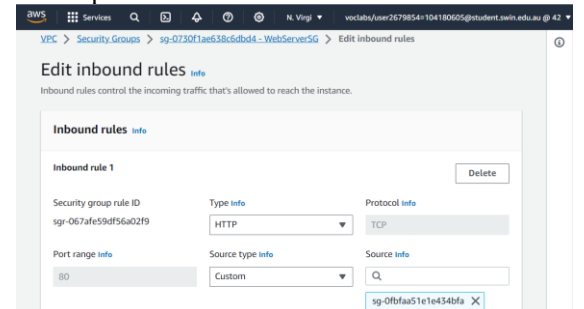 aws Services N. Virgi voclabs/user2679854=104180605@student.swin.edu.au @ 42
VPC > Security Groups > sg-0730f1ae638c6dbd4 - WebServerSG > Edit inbound rules
Edit inbound rules Info
Inbound rules control the incoming traffic that's allowed to reach the instance.
Inbound rules Info
Inbound rule 1 Delete
Security group rule ID Type Info Protocol Info
sgr-067afe59df56a02f9 HTTP TCP
Port range Info Source type Info Source Info
80 Custom
sg-0fbfaa51e1e434bfa X